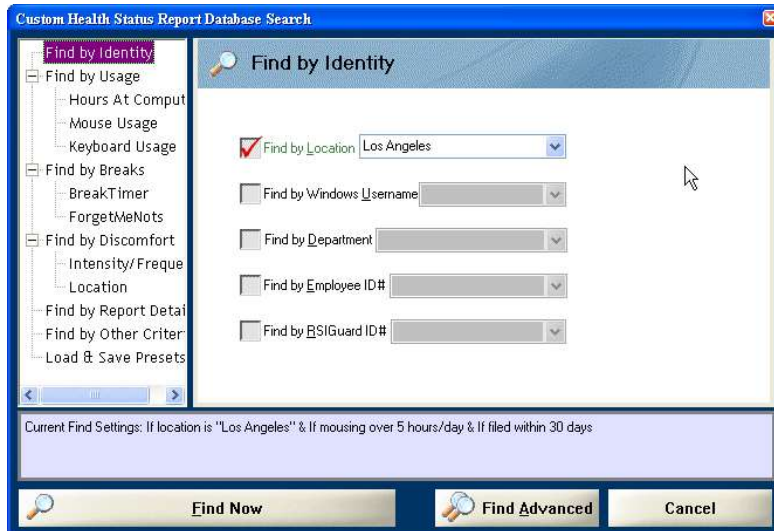 Custom Health Status Report Database Search
Find by Identity
Find by Usage
Hours At Comput
Mouse Usage
Keyboard Usage
Find by Breaks
BreakTimer
ForgetMeNots
Find by Discomfort
Intensity/Freque
Location
Find by Report Detai
Find by Other Criter
Load & Save Presets
Find by Identity
Find by Location Los Angeles
Find by Windows Username
Find by Department
Find by Employee ID#
Find by RSIGuard ID#
Current Find Settings: If location is "Los Angeles" & If mousing over 5 hours/day & If filed within 30 days
Find Now
Find Advanced
Cancel